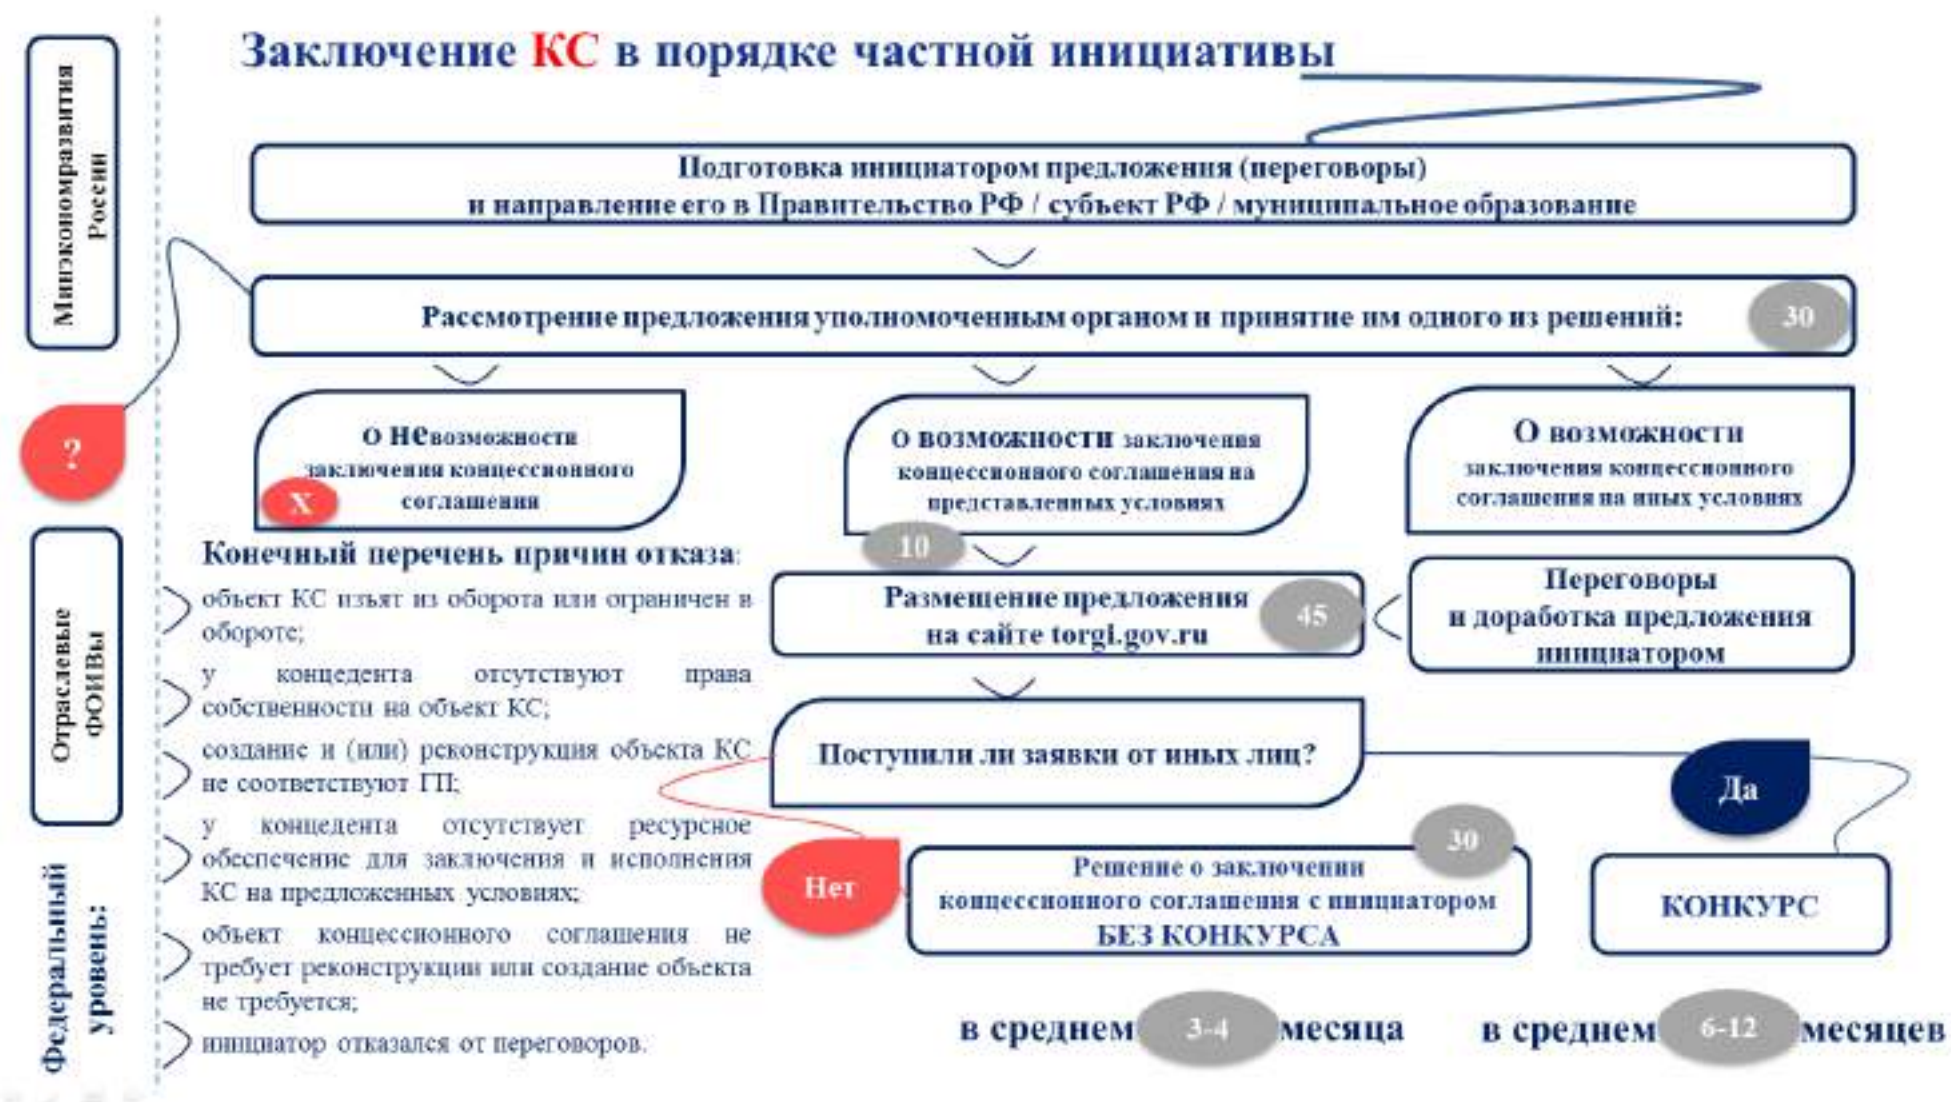 Заключение КС в порядке частной инициативы
Минэкономразвития
России
Подготовка инициатором предложения (переговоры)
и направление его в Правительство РФ / субъект РФ / муниципальное образование
Рассмотрение предложения уполномоченным органом и принятие им одного из решений:
30
?
о невозможности
заключения концессионного
соглашения
X
О возможности заключения
концессионного соглашения на
представленных условиях
О возможности
заключения концессионного
соглашения на иных условиях
10
Размещение предложения
на сайте torgi.gov.ru
45
Переговоры
и доработка предложения
инициатором
Отраслевые
ФОИВы
Конечный перечень причин отказа:
объект КС изъят из оборота или ограничен в
обороте;
у концедента отсутствуют права
собственности на объект КС;
создание и (или) реконструкция объекта КС
не соответствуют ГП;
у концедента отсутствует ресурсное
обеспечение для заключения и исполнения
КС на предложенных условиях;
объект концессионного соглашения не
требует реконструкции или создание объекта
не требуется;
инициатор отказался от переговоров.
Поступили ли заявки от иных лиц?
Да
Нет
30
Решение о заключении
концессионного соглашения с инициатором
БЕЗ КОНКУРСА
КОНКУРС
Федеральный
уровень:
в среднем 3-4 месяца
в среднем 6-12 месяцев